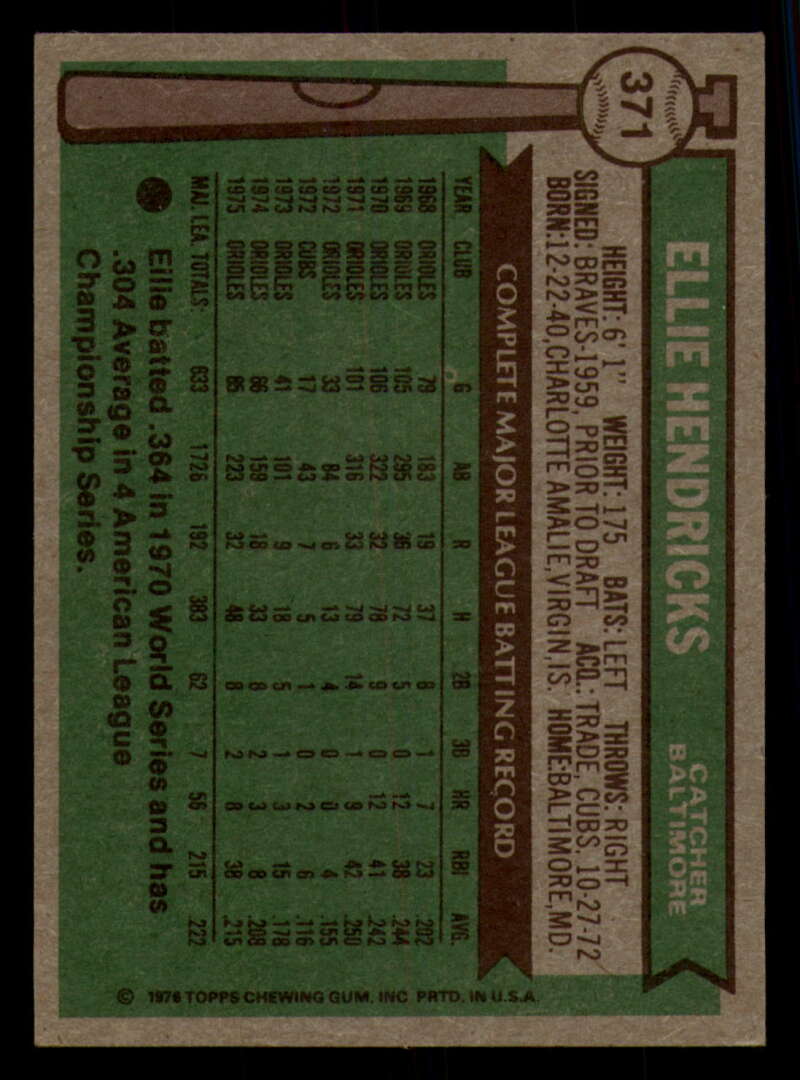 371
ELLIE HENDRICKS
CATCHER
BALTIMORE
HEIGHT: 6' 1" WEIGHT: 175 BATS: LEFT THROWS: RIGHT
SIGNED: BRAVES-1959, PRIOR TO DRAFT ACQ.: TRADE, CUBS, 10-27-72
BORN: 12-22-40, CHARLOTTE AMALIE, VIRGIN, IS. HOME: BALTIMORE, MD.
COMPLETE MAJOR LEAGUE BATTING RECORD
YEAR CLUB G AB R H 2B 3B HR RBI AVG.
1968 ORIOLES 79 183 19 37 8 1 7 23 .202
1969 ORIOLES 105 295 36 72 5 0 12 38 .244
1970 ORIOLES 106 322 32 78 9 0 12 41 .242
1971 ORIOLES 101 316 33 79 14 1 9 42 .250
1972 ORIOLES 33 84 6 13 4 0 0 4 .155
1972 CUBS 17 43 7 5 1 0 2 6 .116
1973 ORIOLES 41 101 9 18 5 1 3 15 .178
1974 ORIOLES 66 159 18 33 8 2 3 8 .208
1975 ORIOLES 85 223 32 48 8 2 8 38 .215
MAJ. LEA. TOTALS 633 1726 192 383 62 7 56 215 .222
Ellie batted .364 in 1970 World Series and has
.304 Average in 4 American League
Championship Series.
© 1976 TOPPS CHEWING GUM, INC. PRTD. IN U.S.A.